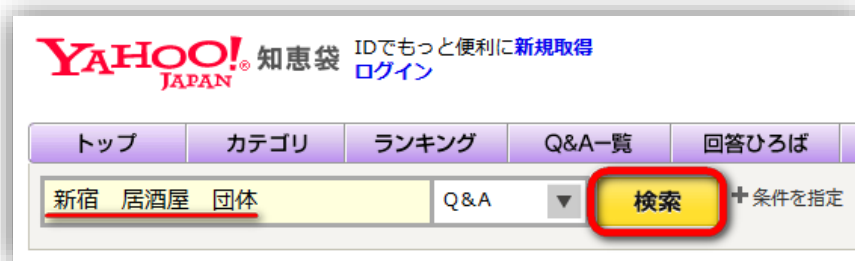 YAHOO! JAPAN 知恵袋 IDでもっと便利に新規取得
ログイン
トップ カテゴリ ランキング Q&A一覧 回答ひろば
新宿 居酒屋 団体 Q&A ▼ 検索 +条件を指定